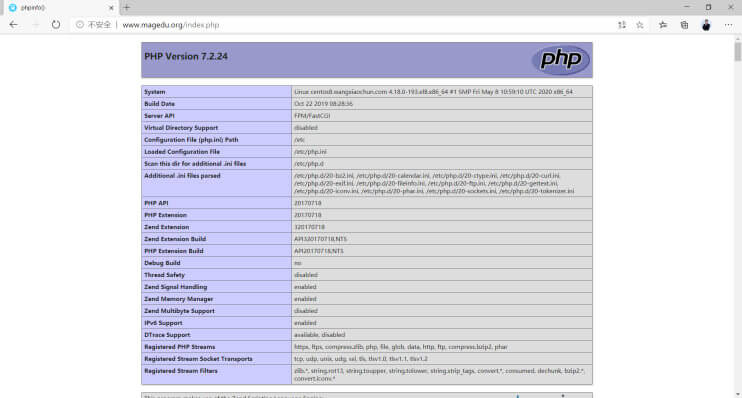 phpinfo()
不安全 | www.magedu.org/index.php
PHP Version 7.2.24
php
System Linux centos8.wangxiaochun.com 4.18.0-193.el8.x86_64 #1 SMP Fri May 8 10:59:10 UTC 2020 x86_64
Build Date Oct 22 2019 08:28:36
Server API FPM/FastCGI
Virtual Directory Support disabled
Configuration File (php.ini) Path /etc
Loaded Configuration File /etc/php.ini
Scan this dir for additional .ini files /etc/php.d
Additional .ini files parsed /etc/php.d/20-bz2.ini, /etc/php.d/20-calendar.ini, /etc/php.d/20-ctype.ini, /etc/php.d/20-curl.ini,
/etc/php.d/20-exif.ini, /etc/php.d/20-fileinfo.ini, /etc/php.d/20-ftp.ini, /etc/php.d/20-gettext.ini,
/etc/php.d/20-iconv.ini, /etc/php.d/20-phar.ini, /etc/php.d/20-sockets.ini, /etc/php.d/20-tokenizer.ini
PHP API 20170718
PHP Extension 20170718
Zend Extension 320170718
Zend Extension Build API320170718,NTS
PHP Extension Build API20170718,NTS
Debug Build no
Thread Safety disabled
Zend Signal Handling enabled
Zend Memory Manager enabled
Zend Multibyte Support disabled
IPv6 Support enabled
DTrace Support available, disabled
Registered PHP Streams https, ftps, compress.zlib, php, file, glob, data, http, ftp, compress.bzip2, phar
Registered Stream Socket Transports tcp, udp, unix, udg, ssl, tls, tlsv1.0, tlsv1.1, tlsv1.2
Registered Stream Filters zlib.*, string.rot13, string.toupper, string.tolower, string.strip_tags, convert.*, consumed, dechunk, bzip2.*,
convert.iconv.*